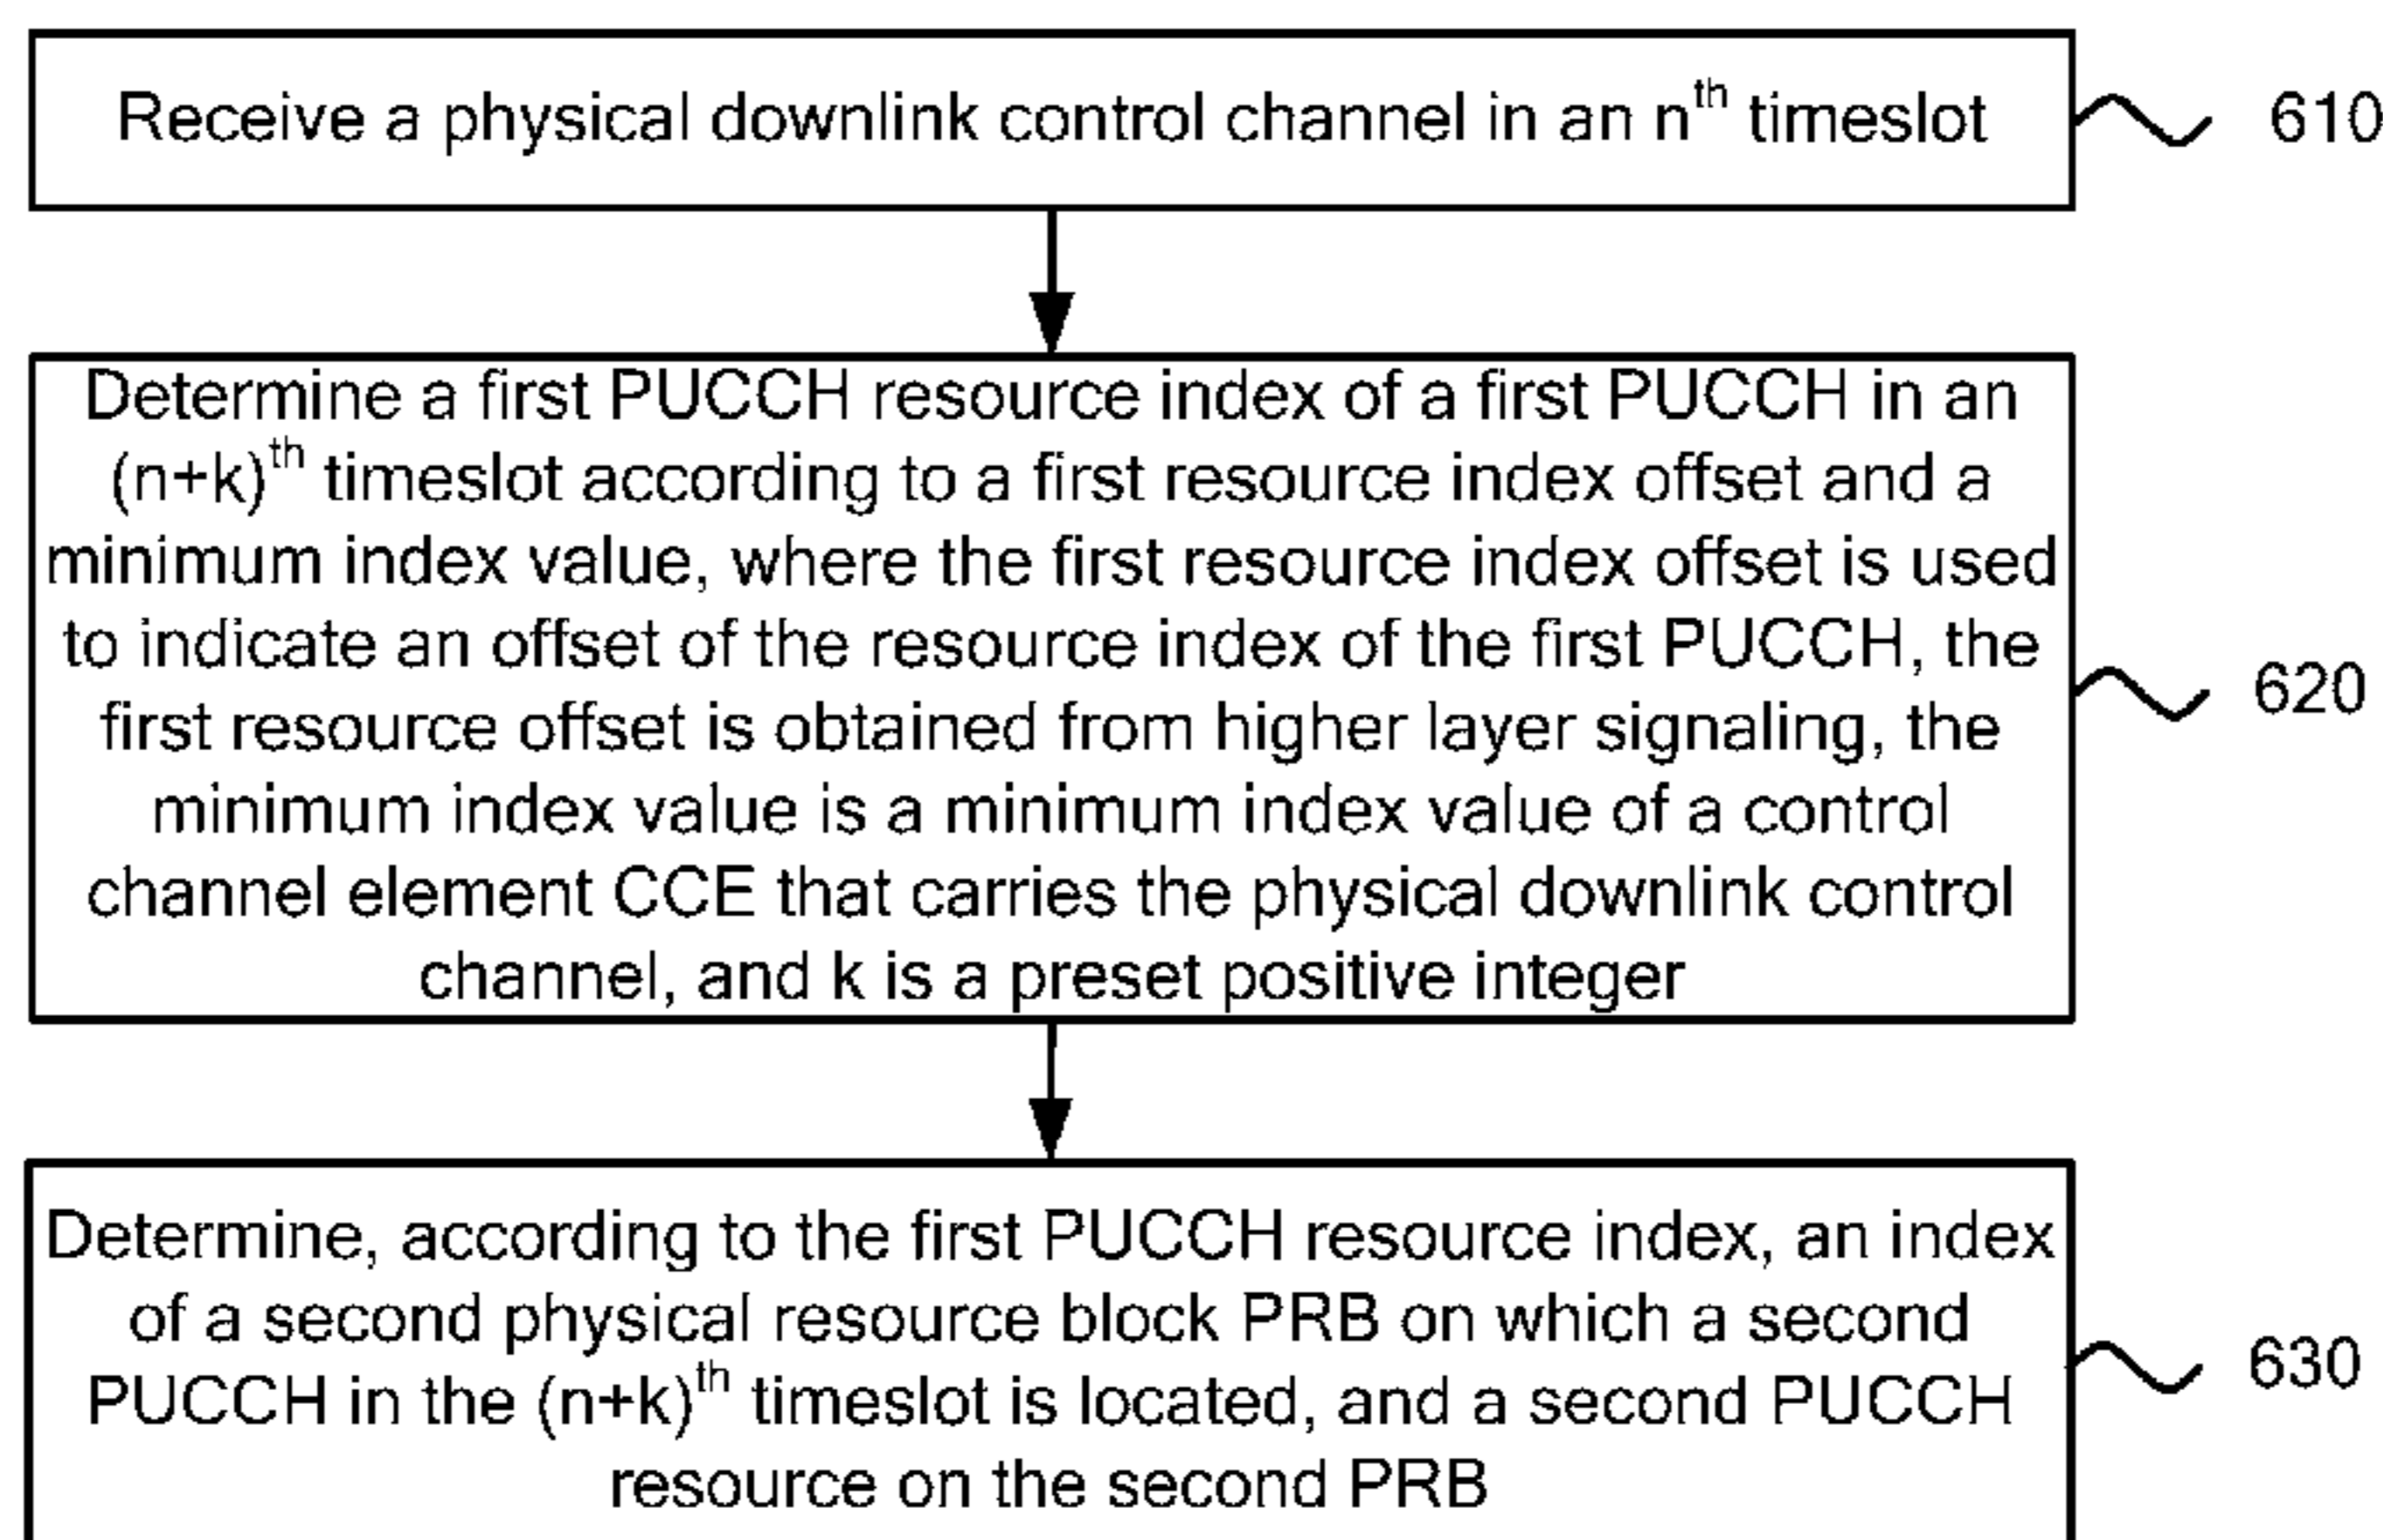 Receive a physical downlink control channel in an nth timeslot
610
Determine a first PUCCH resource index of a first PUCCH in an
(n+k)th timeslot according to a first resource index offset and a
minimum index value, where the first resource index offset is used
to indicate an offset of the resource index of the first PUCCH, the
first resource offset is obtained from higher layer signaling, the
minimum index value is a minimum index value of a control
channel element CCE that carries the physical downlink control
channel, and k is a preset positive integer
620
Determine, according to the first PUCCH resource index, an index
of a second physical resource block PRB on which a second
PUCCH in the (n+k)th timeslot is located, and a second PUCCH
resource on the second PRB
630